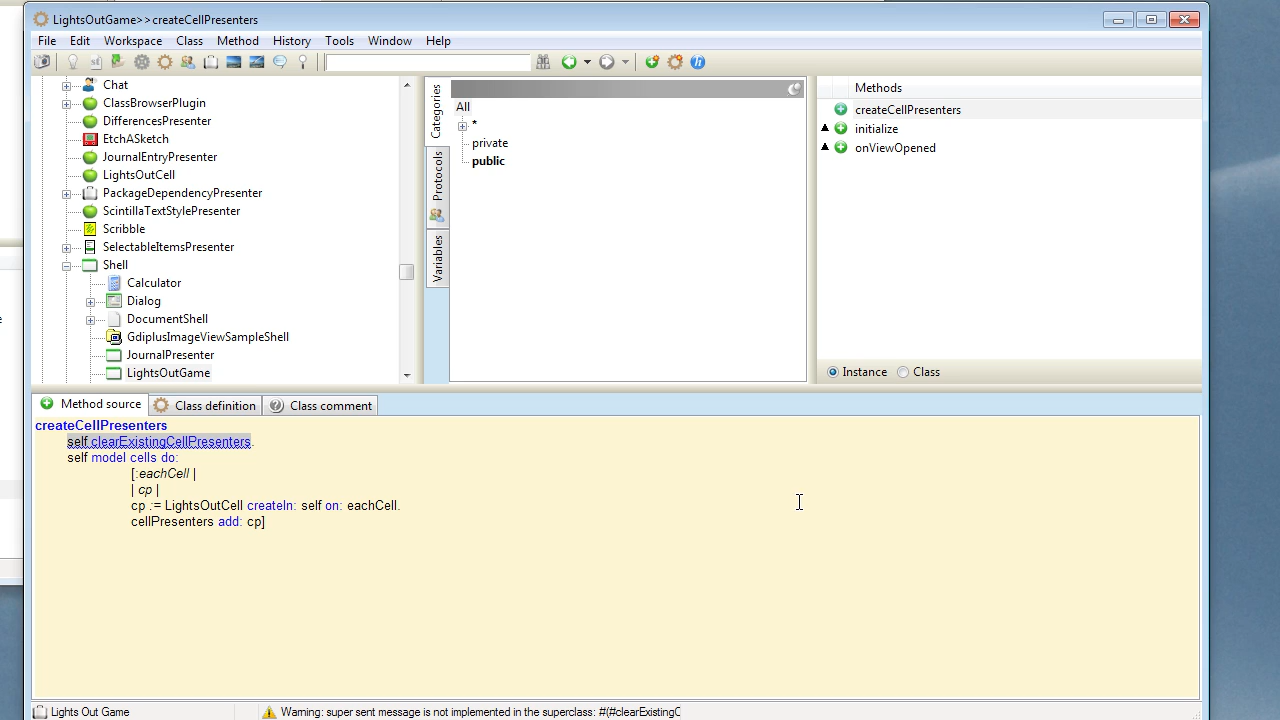 LightsOutGame>>createCellPresenters
File Edit Workspace Class Method History Tools Window Help
Chat
ClassBrowserPlugin
DifferencesPresenter
EtchASketch
JournalEntryPresenter
LightsOutCell
PackageDependencyPresenter
ScintillaTextStylePresenter
Scribble
SelectableItemsPresenter
Shell
Calculator
Dialog
DocumentShell
GdiplusImageViewSampleShell
JournalPresenter
LightsOutGame
Categories
Protocols
Variables
All
*
private
public
Methods
createCellPresenters
initialize
onViewOpened
Instance Class
Method source Class definition Class comment
createCellPresenters
self clearExistingCellPresenters.
self model cells do:
[:eachCell |
| cp |
cp := LightsOutCell createIn: self on: eachCell.
cellPresenters add: cp]
Lights Out Game Warning: super sent message is not implemented in the superclass: #(#clearExistingC